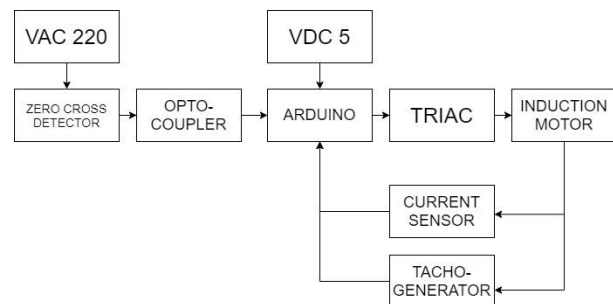 VAC 220
VDC 5
ZERO CROSS
DETECTOR
OPTO-
COUPLER
ARDUINO
TRIAC
INDUCTION
MOTOR
CURRENT
SENSOR
TACHO-
GENERATOR